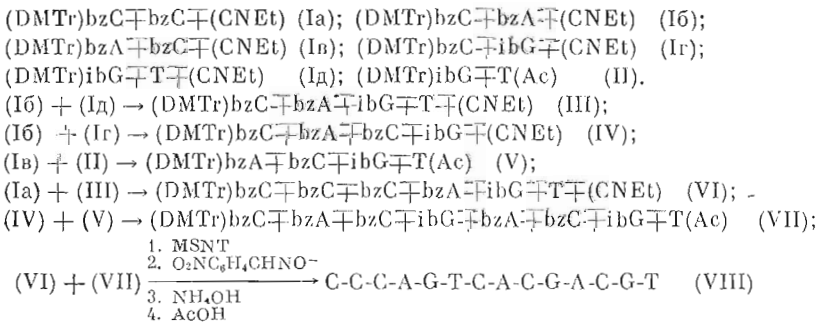 (DMTr)bzC∓bzC∓(CNEt) (Iа); (DMTr)bzC∓bzA∓(CNEt) (Iб);
(DMTr)bzA∓bzC∓(CNEt) (Iв); (DMTr)bzC∓ibG∓(CNEt) (Iг);
(DMTr)ibG∓T∓(CNEt) (Iд); (DMTr)ibG∓T(Ac) (II).
(Iб) + (Iд) → (DMTr)bzC∓bzA∓ibG∓T∓(CNEt) (III);
(Iб) + (Iг) → (DMTr)bzC∓bzA∓bzC∓ibG∓(CNEt) (IV);
(Iв) + (II) → (DMTr)bzA∓bzC∓ibG∓T(Ac) (V);
(Iа) + (III) → (DMTr)bzC∓bzC∓bzC∓bzA∓ibG∓T∓(CNEt) (VI);
(IV) + (V) → (DMTr)bzC∓bzA∓bzC∓ibG∓bzA∓bzC∓ibG∓T(Ac) (VII);
1. MSNT
2. O₂NC₆H₄CHNO⁻
(VI) + (VII) → C-C-C-A-G-T-C-A-C-G-A-C-G-T (VIII)
3. NH₄OH
4. AcOH